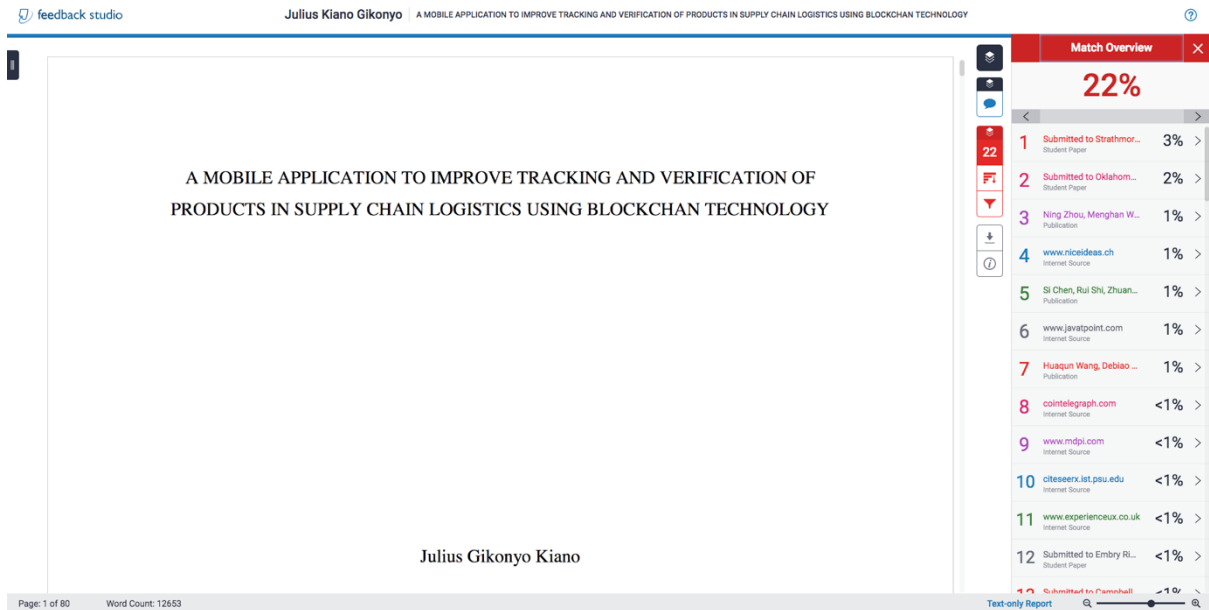 feedback studio
Julius Kiano Gikonyo
A MOBILE APPLICATION TO IMPROVE TRACKING AND VERIFICATION OF PRODUCTS IN SUPPLY CHAIN LOGISTICS USING BLOCKCHAN TECHNOLOGY
?
A MOBILE APPLICATION TO IMPROVE TRACKING AND VERIFICATION OF
PRODUCTS IN SUPPLY CHAIN LOGISTICS USING BLOCKCHAN TECHNOLOGY
Julius Gikonyo Kiano
22
Match Overview
22%
1 Submitted to Strathmor... 3%
Student Paper
2 Submitted to Oklahom... 2%
Student Paper
3 Ning Zhou, Menghan W... 1%
Publication
4 www.niceideas.ch 1%
Internet Source
5 Si Chen, Rui Shi, Zhuan... 1%
Publication
6 www.javatpoint.com 1%
Internet Source
7 Huaqun Wang, Debiao ... 1%
Publication
8 cointelegraph.com <1%
Internet Source
9 www.mdpi.com <1%
Internet Source
10 citeseerx.ist.psu.edu <1%
Internet Source
11 www.experienceux.co.uk <1%
Internet Source
12 Submitted to Embry Ri... <1%
Student Paper
Submitted to Campbell
Page: 1 of 80 Word Count: 12653
Text-only Report